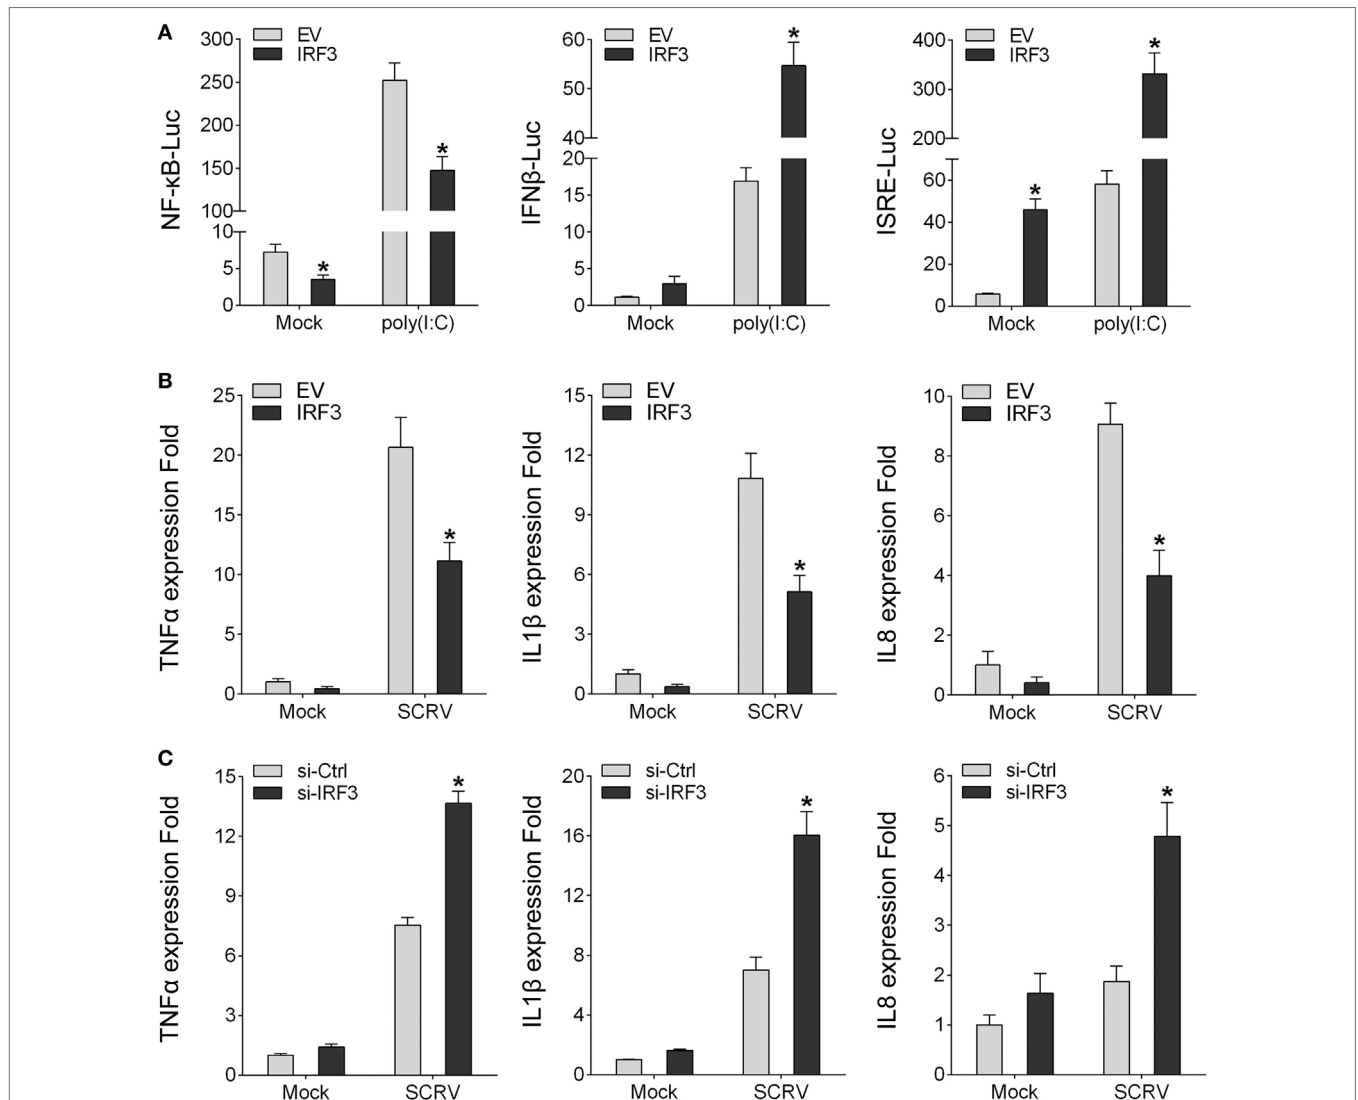 A
EV
IRF3
NF-κB-Luc
300
250
200
150
100
10
5
0
*
*
Mock
poly(I:C)
EV
IRF3
IFNβ-Luc
60
50
40
20
15
10
5
0
*
Mock
poly(I:C)
EV
IRF3
ISRE-Luc
400
300
200
60
40
20
0
*
*
Mock
poly(I:C)
B
EV
IRF3
TNFα expression Fold
25
20
15
10
5
0
*
Mock
SCRV
EV
IRF3
IL1β expression Fold
15
12
9
6
3
0
*
Mock
SCRV
EV
IRF3
IL8 expression Fold
10
8
6
4
2
0
*
Mock
SCRV
C
si-Ctrl
si-IRF3
TNFα expression Fold
15
12
9
6
3
0
*
Mock
SCRV
si-Ctrl
si-IRF3
IL1β expression Fold
20
16
12
8
4
0
*
Mock
SCRV
si-Ctrl
si-IRF3
IL8 expression Fold
6
5
4
3
2
1
0
*
Mock
SCRV